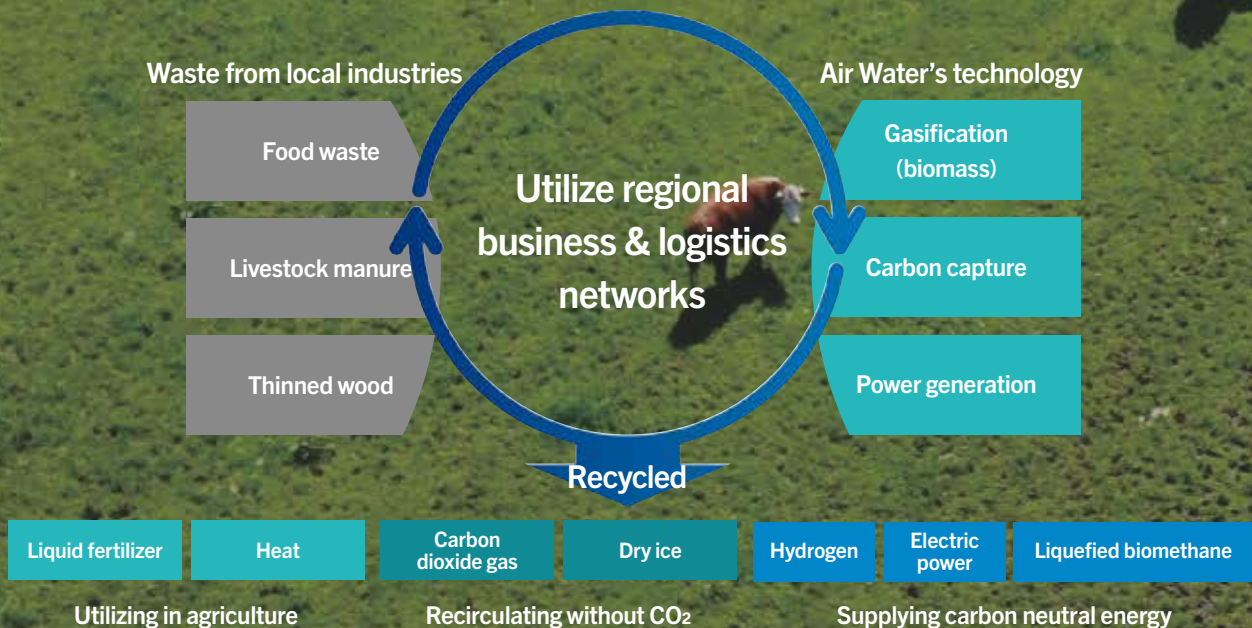 Waste from local industries
Food waste
Livestock manure
Thinned wood
Utilize regional
business & logistics
networks
Air Water's technology
Gasification
(biomass)
Carbon capture
Power generation
Recycled
Liquid fertilizer
Heat
Carbon
dioxide gas
Dry ice
Hydrogen
Electric
power
Liquefied biomethane
Utilizing in agriculture
Recirculating without CO₂
Supplying carbon neutral energy